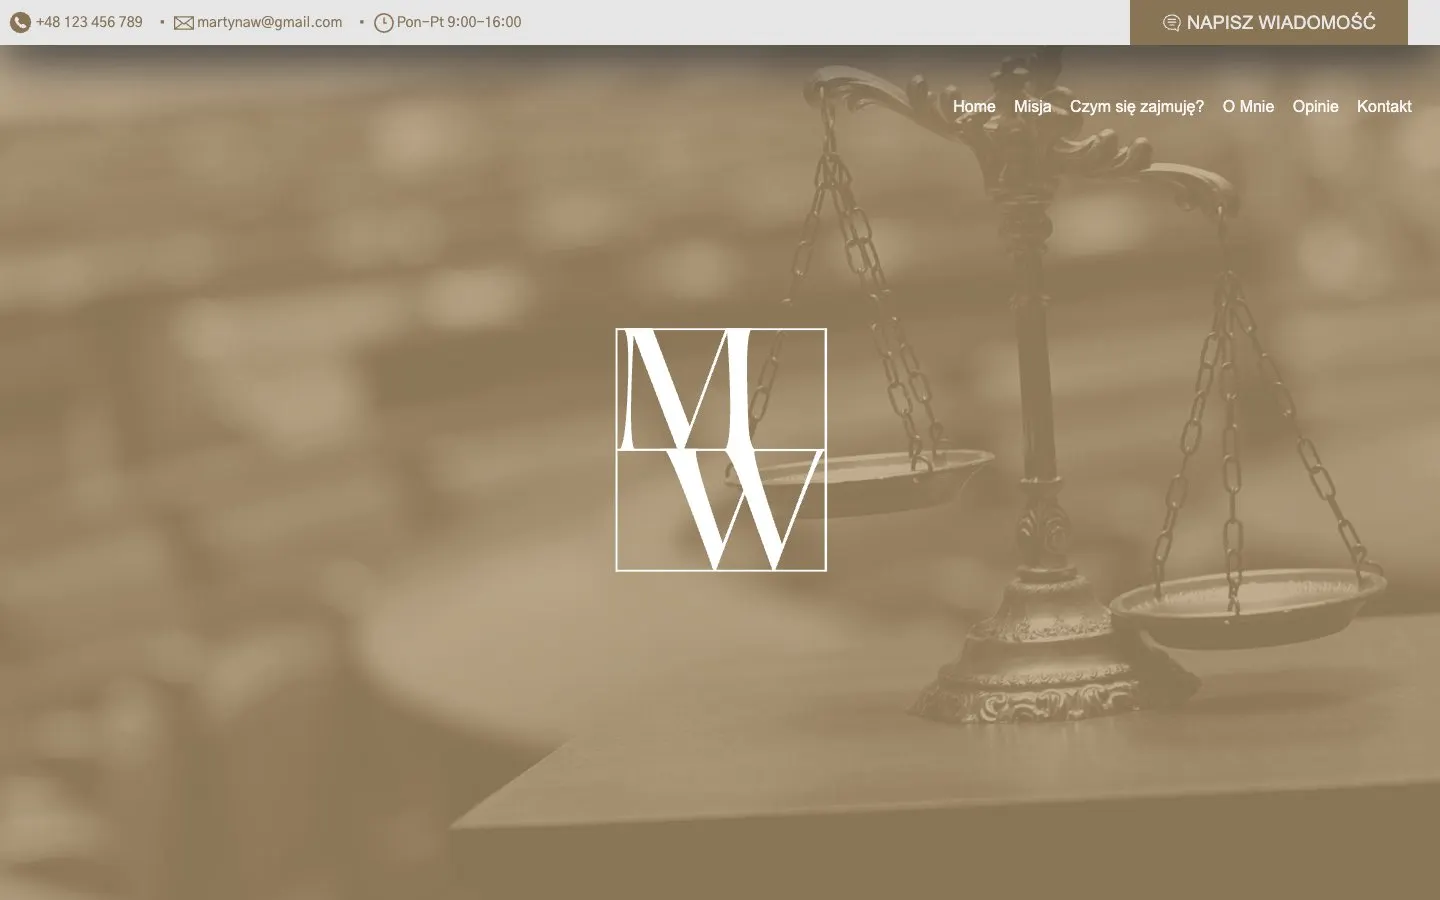 +48 123 456 789 • martynaw@gmail.com • Pon-Pt 9:00-16:00
NAPISZ WIADOMOŚĆ
Home Misja Czym się zajmuję? O Mnie Opinie Kontakt
M
W